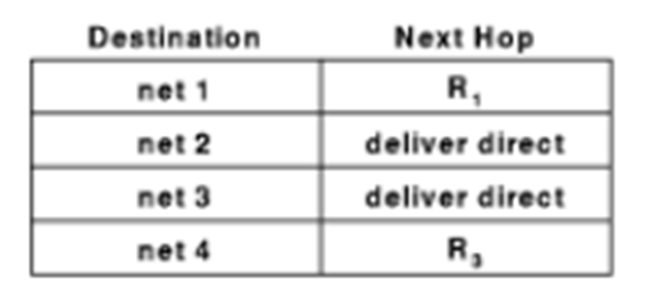 Destination Next Hop
net 1 R₁
net 2 deliver direct
net 3 deliver direct
net 4 R₃